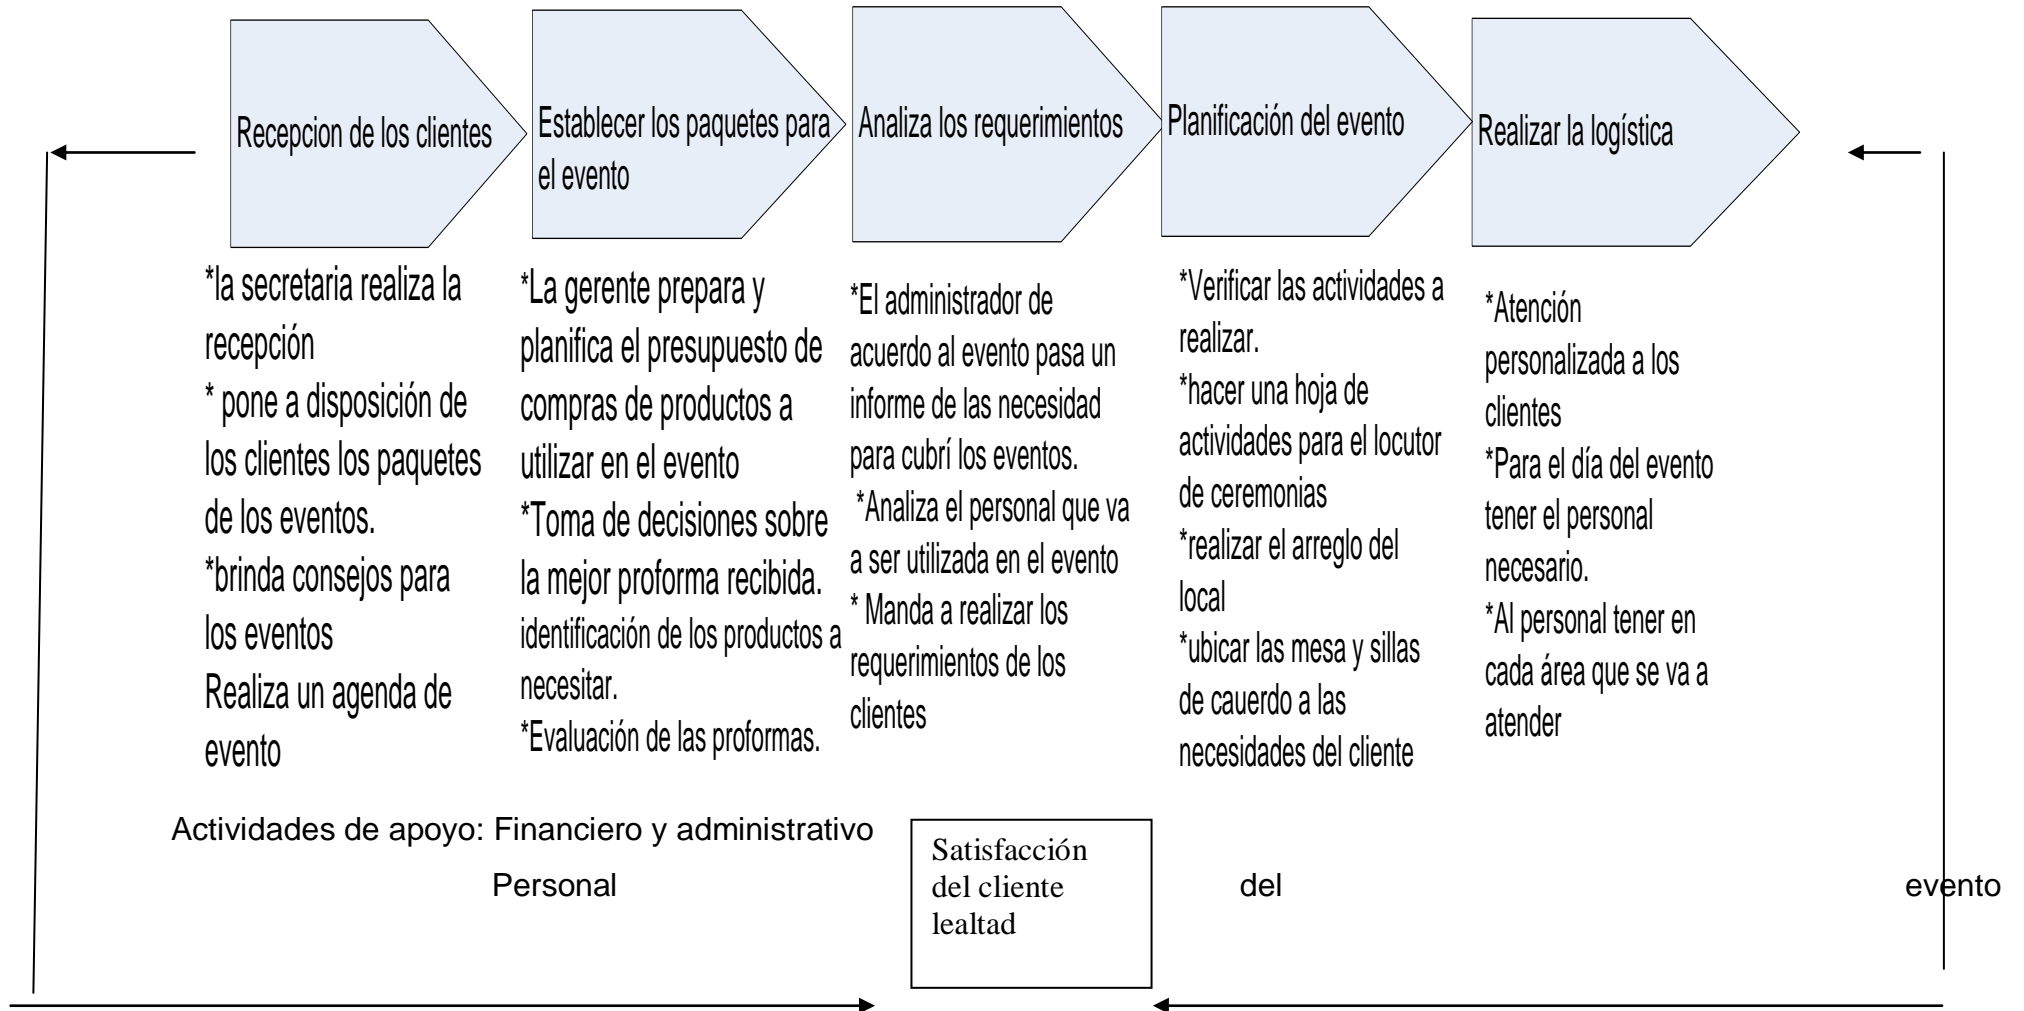 Recepcion de los clientes
Establecer los paquetes para
el evento
Analiza los requerimientos
Planificación del evento
Realizar la logística
*la secretaria realiza la
recepción
* pone a disposición de
los clientes los paquetes
de los eventos.
*brinda consejos para
los eventos
Realiza un agenda de
evento
*La gerente prepara y
planifica el presupuesto de
compras de productos a
utilizar en el evento
*Toma de decisiones sobre
la mejor proforma recibida.
identificación de los productos a
necesitar.
*Evaluación de las proformas.
*El administrador de
acuerdo al evento pasa un
informe de las necesidad
para cubrí los eventos.
*Analiza el personal que va
a ser utilizada en el evento
* Manda a realizar los
requerimientos de los
clientes
*Verificar las actividades a
realizar.
*hacer una hoja de
actividades para el locutor
de ceremonias
*realizar el arreglo del
local
*ubicar las mesa y sillas
de cauerdo a las
necesidades del cliente
*Atención
personalizada a los
clientes
*Para el día del evento
tener el personal
necesario.
*Al personal tener en
cada área que se va a
atender
Actividades de apoyo: Financiero y administrativo
Personal del evento
Satisfacción
del cliente
lealtad